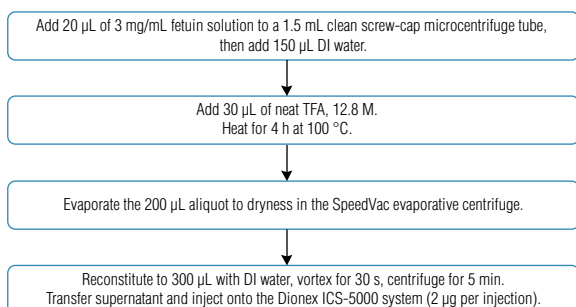 Add 20 µL of 3 mg/mL fetuin solution to a 1.5 mL clean screw-cap microcentrifuge tube,
then add 150 µL DI water.
Add 30 µL of neat TFA, 12.8 M.
Heat for 4 h at 100 °C.
Evaporate the 200 µL aliquot to dryness in the SpeedVac evaporative centrifuge.
Reconstitute to 300 µL with DI water, vortex for 30 s, centrifuge for 5 min.
Transfer supernatant and inject onto the Dionex ICS-5000 system (2 µg per injection).